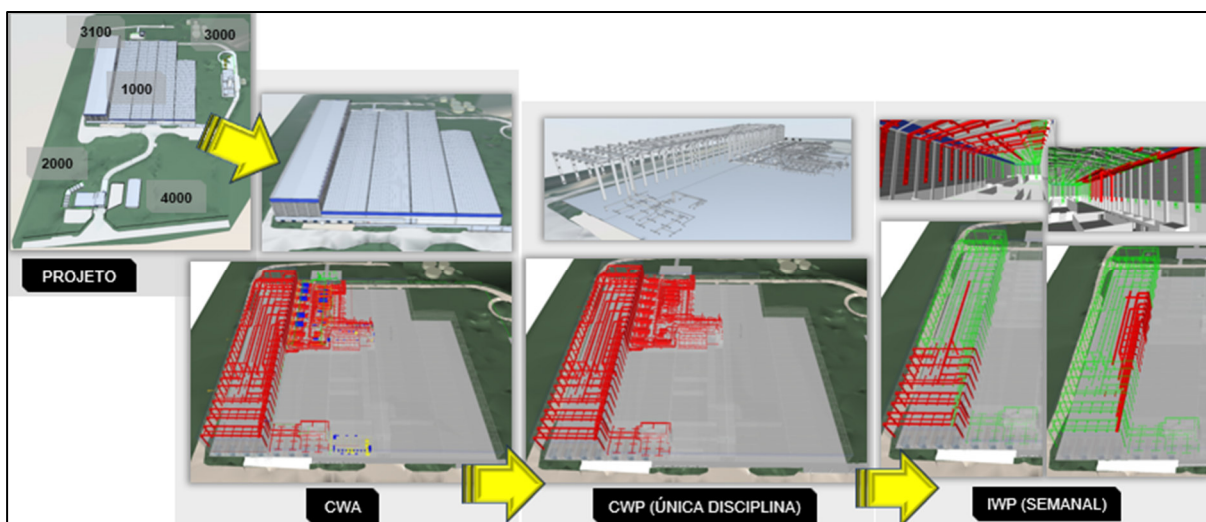 3100
3000
1000
2000
4000
PROJETO
CWA
CWP (ÚNICA DISCIPLINA)
IWP (SEMANAL)